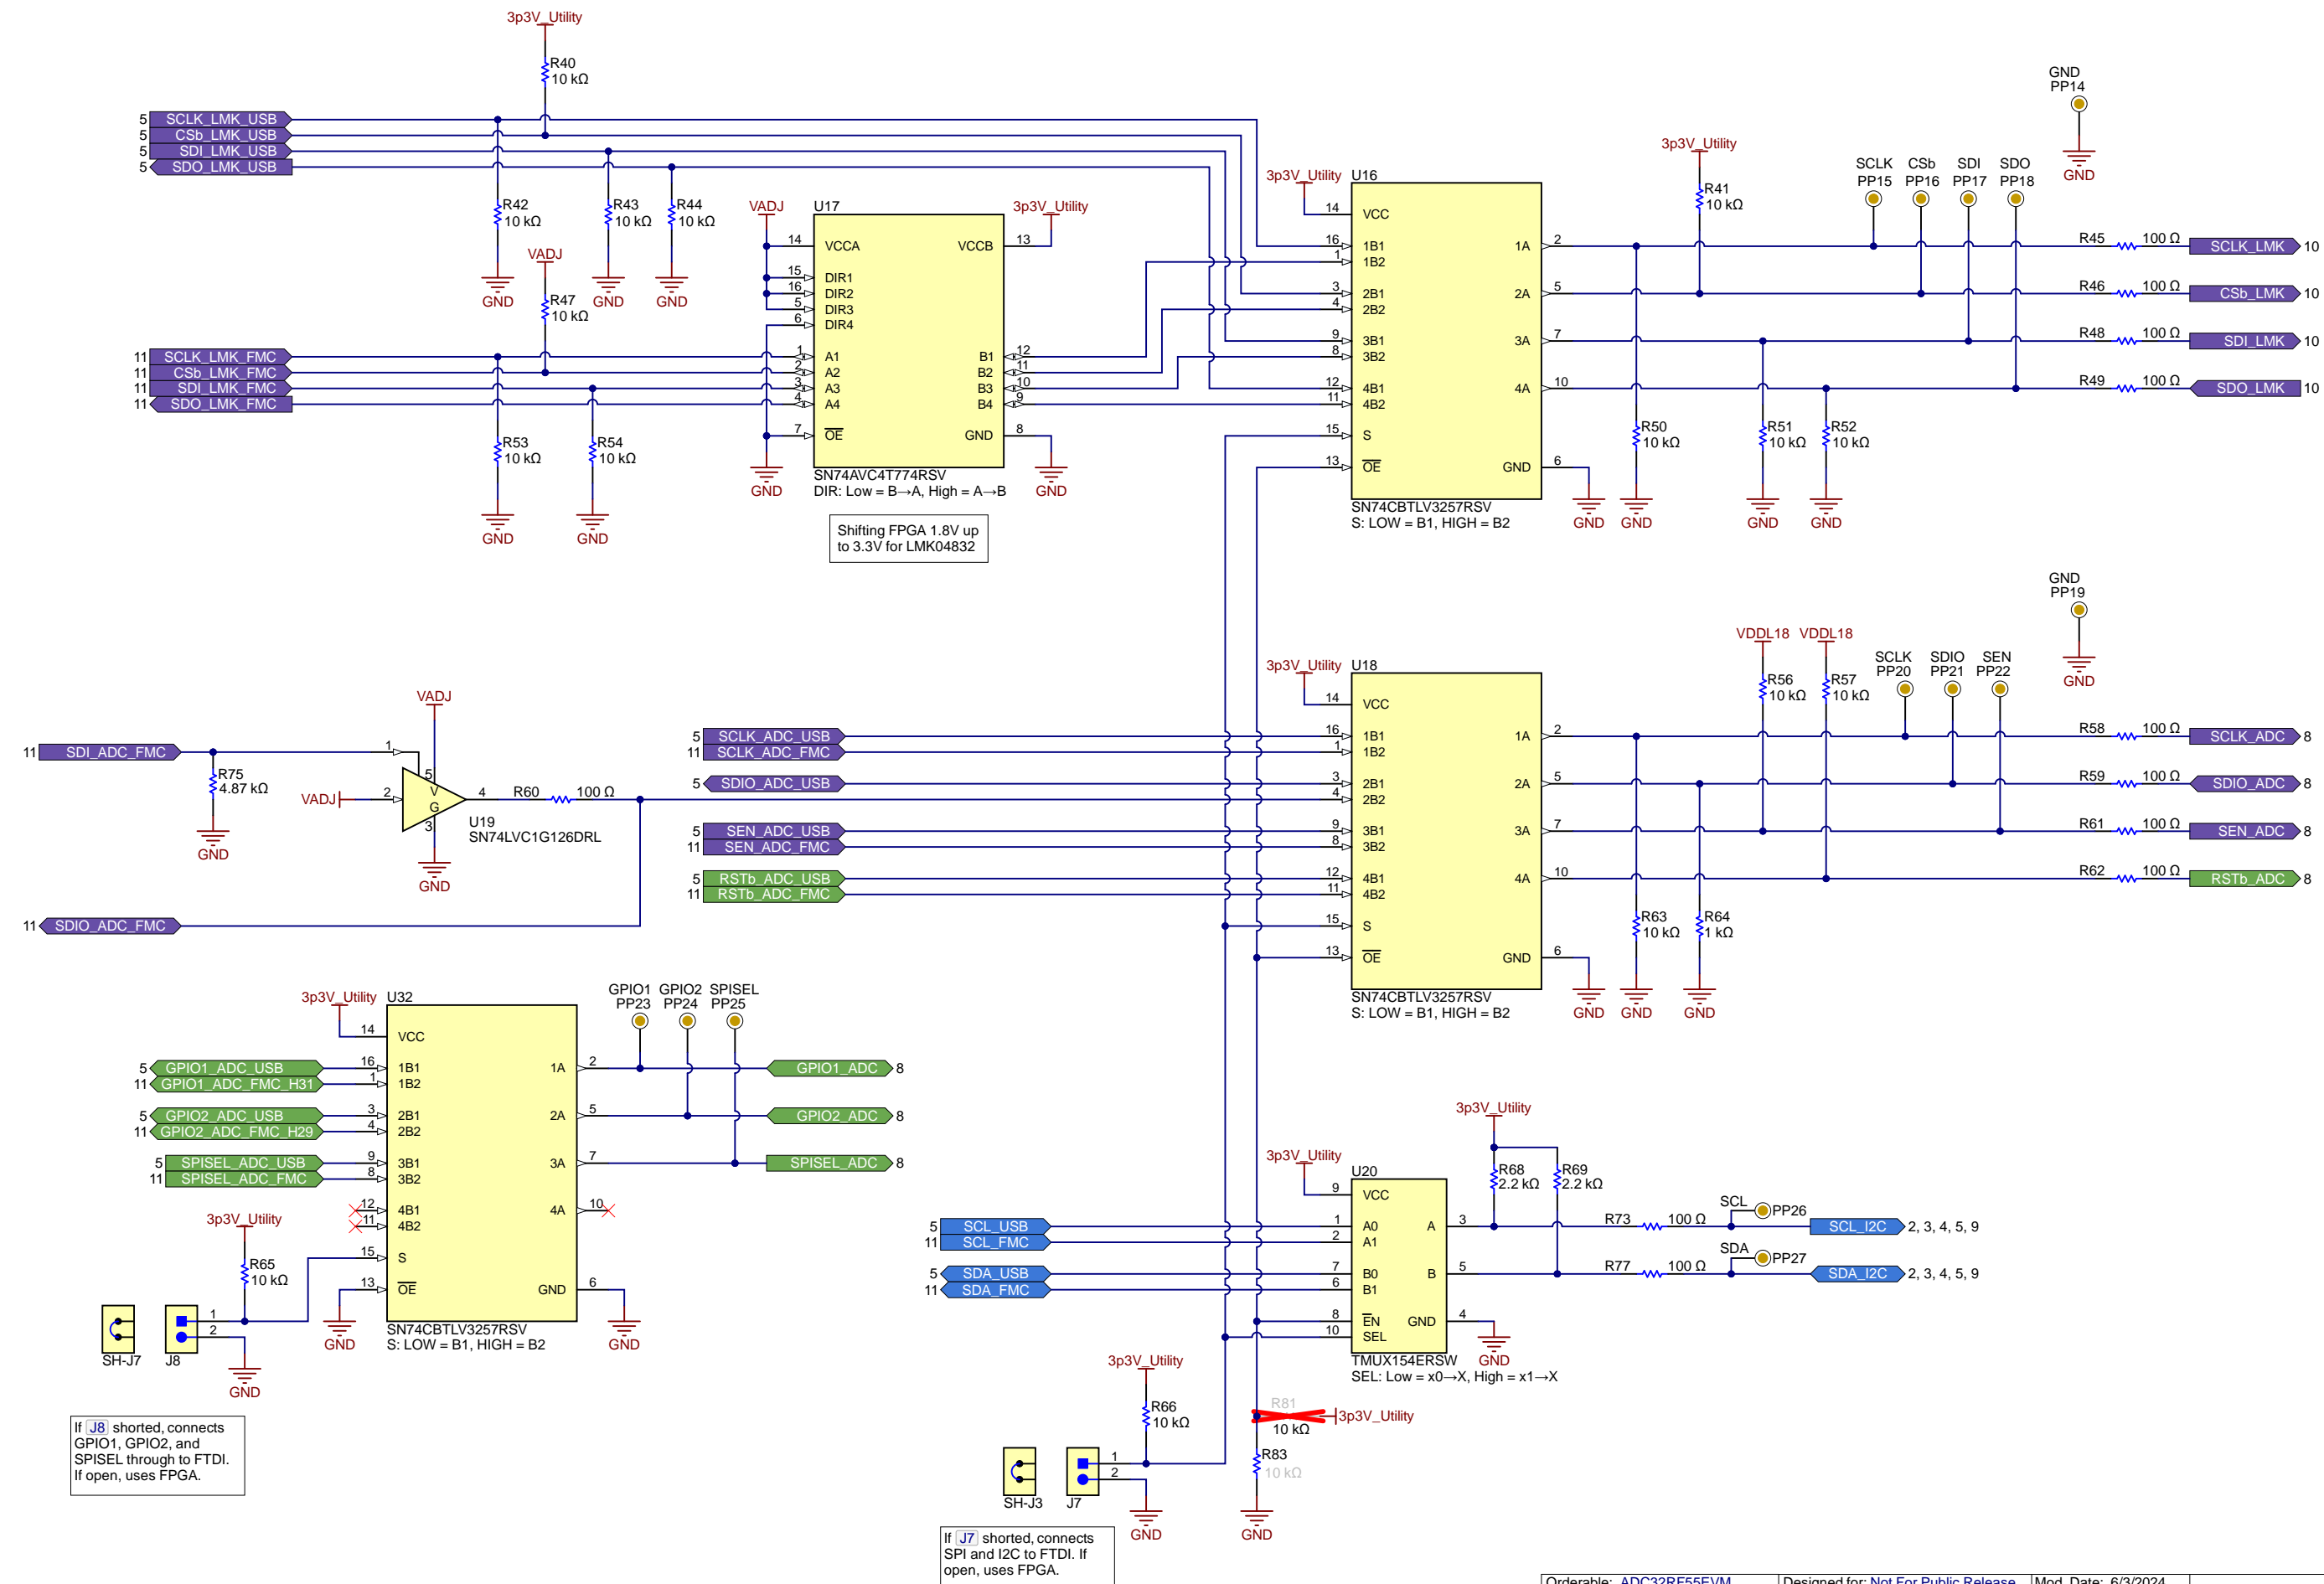 3p3V_Utility
R40
10 kΩ
5 SCLK_LMK_USB
5 CSb_LMK_USB
5 SDI_LMK_USB
5 SDO_LMK_USB
R42
10 kΩ
GND
R43
10 kΩ
GND
R44
10 kΩ
GND
VADJ
R47
10 kΩ
11 SCLK_LMK_FMC
11 CSb_LMK_FMC
11 SDI_LMK_FMC
11 SDO_LMK_FMC
R53
10 kΩ
GND
R54
10 kΩ
GND
VADJ
U17
3p3V_Utility
14 VCCA VCCB 13
15 DIR1
16 DIR2
5 DIR3
6 DIR4
1 A1 B1 12
2 A2 B2 11
3 A3 B3 10
4 A4 B4 9
7 OE GND 8
GND
SN74AVC4T774RSV
DIR: Low = B→A, High = A→B
GND
Shifting FPGA 1.8V up
to 3.3V for LMK04832
3p3V_Utility
U16
14 VCC
16 1B1 1A 2
1 1B2
3 2B1 2A 5
4 2B2
9 3B1 3A 7
8 3B2
12 4B1 4A 10
11 4B2
15 S
13 OE GND 6
SN74CBTLV3257RSV
S: LOW = B1, HIGH = B2
GND
3p3V_Utility
R41
10 kΩ
SCLK CSb SDI SDO
PP15 PP16 PP17 PP18
GND
PP14
GND
R45 100 Ω SCLK_LMK 10
R46 100 Ω CSb_LMK 10
R48 100 Ω SDI_LMK 10
R49 100 Ω SDO_LMK 10
R50
10 kΩ
GND
R51
10 kΩ
GND
R52
10 kΩ
GND
VADJ
11 SDI_ADC_FMC 1
R75
4.87 kΩ
GND
VADJ 2
5
V
G
3
4 R60 100 Ω
U19
SN74LVC1G126DRL
GND
11 SDIO_ADC_FMC
5 SCLK_ADC_USB
11 SCLK_ADC_FMC
5 SDIO_ADC_USB
5 SEN_ADC_USB
11 SEN_ADC_FMC
5 RSTb_ADC_USB
11 RSTb_ADC_FMC
3p3V_Utility
U18
14 VCC
16 1B1 1A 2
1 1B2
3 2B1 2A 5
4 2B2
9 3B1 3A 7
8 3B2
12 4B1 4A 10
11 4B2
15 S
13 OE GND 6
SN74CBTLV3257RSV
S: LOW = B1, HIGH = B2
GND
VDDL18 VDDL18
R56
10 kΩ
R57
10 kΩ
SCLK SDIO SEN
PP20 PP21 PP22
GND
PP19
GND
R58 100 Ω SCLK_ADC 8
R59 100 Ω SDIO_ADC 8
R61 100 Ω SEN_ADC 8
R62 100 Ω RSTb_ADC 8
R63
10 kΩ
GND
R64
1 kΩ
GND
3p3V_Utility
U32
14 VCC
5 GPIO1_ADC_USB 16 1B1 1A 2
11 GPIO1_ADC_FMC_H31 1 1B2
5 GPIO2_ADC_USB 3 2B1 2A 5
11 GPIO2_ADC_FMC_H29 4 2B2
5 SPISEL_ADC_USB 9 3B1 3A 7
11 SPISEL_ADC_FMC 8 3B2
12 4B1 4A 10
11 4B2
15 S
13 OE GND 6
GND
SN74CBTLV3257RSV
S: LOW = B1, HIGH = B2
GND
GPIO1 GPIO2 SPISEL
PP23 PP24 PP25
GPIO1_ADC 8
GPIO2_ADC 8
SPISEL_ADC 8
3p3V_Utility
R65
10 kΩ
1
2
SH-J7 J8
GND
If J8 shorted, connects
GPIO1, GPIO2, and
SPISEL through to FTDI.
If open, uses FPGA.
3p3V_Utility
U20
9 VCC
5 SCL_USB 1 A0 A 3
11 SCL_FMC 2 A1
5 SDA_USB 7 B0 B 5
11 SDA_FMC 6 B1
8 EN GND 4
10 SEL
TMUX154ERSW
SEL: Low = x0→X, High = x1→X
GND
3p3V_Utility
R68
2.2 kΩ
R69
2.2 kΩ
R73 100 Ω
SCL
PP26
SCL_I2C 2, 3, 4, 5, 9
R77 100 Ω
SDA
PP27
SDA_I2C 2, 3, 4, 5, 9
3p3V_Utility
R66
10 kΩ
1
2
SH-J3 J7
GND
R81
10 kΩ
3p3V_Utility
R83
10 kΩ
GND
If J7 shorted, connects
SPI and I2C to FTDI. If
open, uses FPGA.
Orderable: ADC32RF55EVM Designed for: Not For Public Release Mod. Date: 6/3/2024